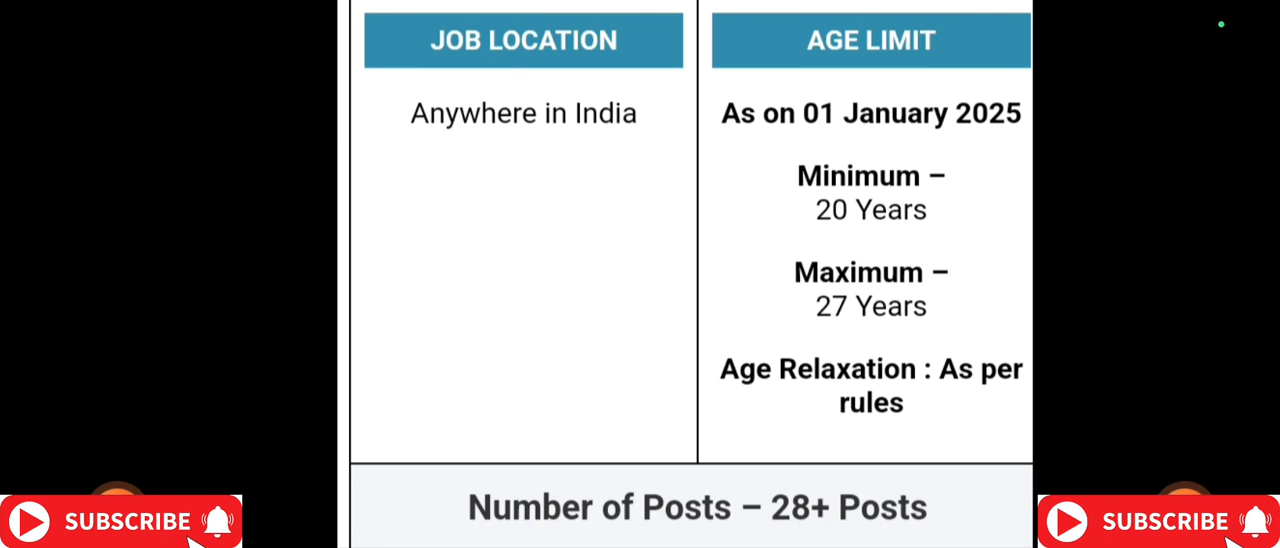 JOB LOCATION
AGE LIMIT
Anywhere in India
As on 01 January 2025
Minimum –
20 Years
Maximum –
27 Years
Age Relaxation : As per
rules
Number of Posts – 28+ Posts
SUBSCRIBE
SUBSCRIBE